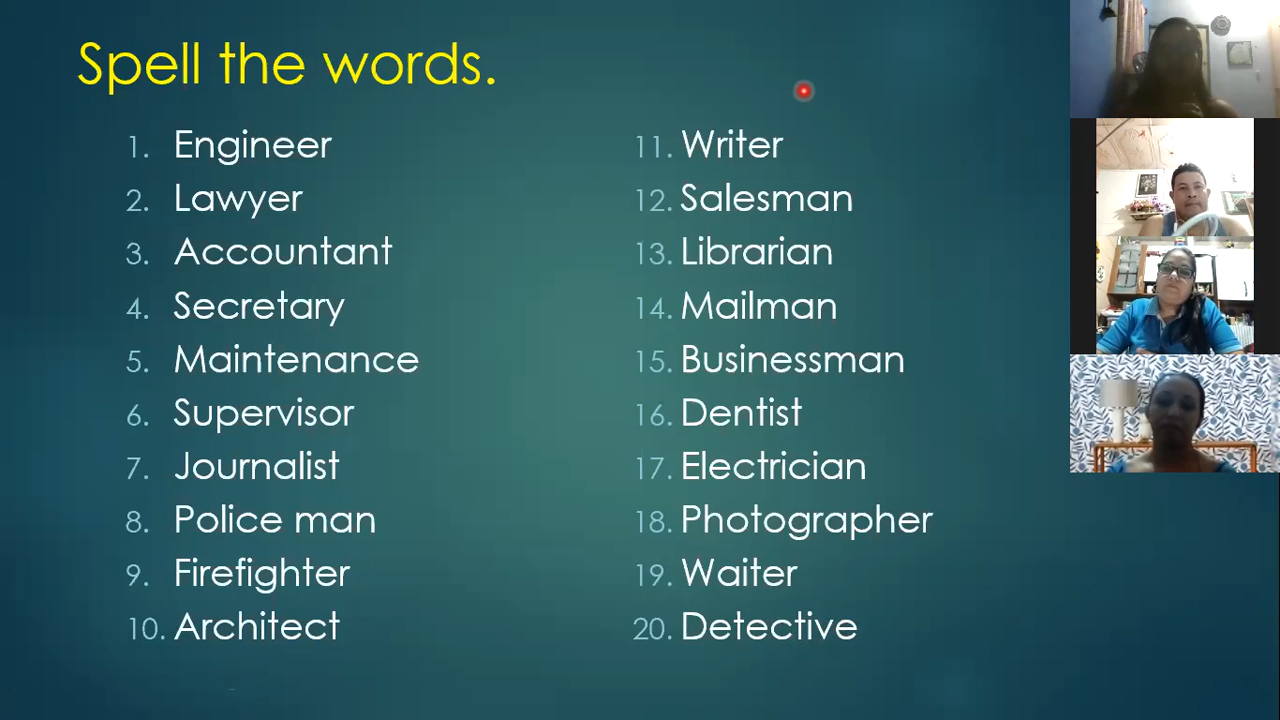 Spell the words.
1. Engineer
2. Lawyer
3. Accountant
4. Secretary
5. Maintenance
6. Supervisor
7. Journalist
8. Police man
9. Firefighter
10. Architect
11. Writer
12. Salesman
13. Librarian
14. Mailman
15. Businessman
16. Dentist
17. Electrician
18. Photographer
19. Waiter
20. Detective